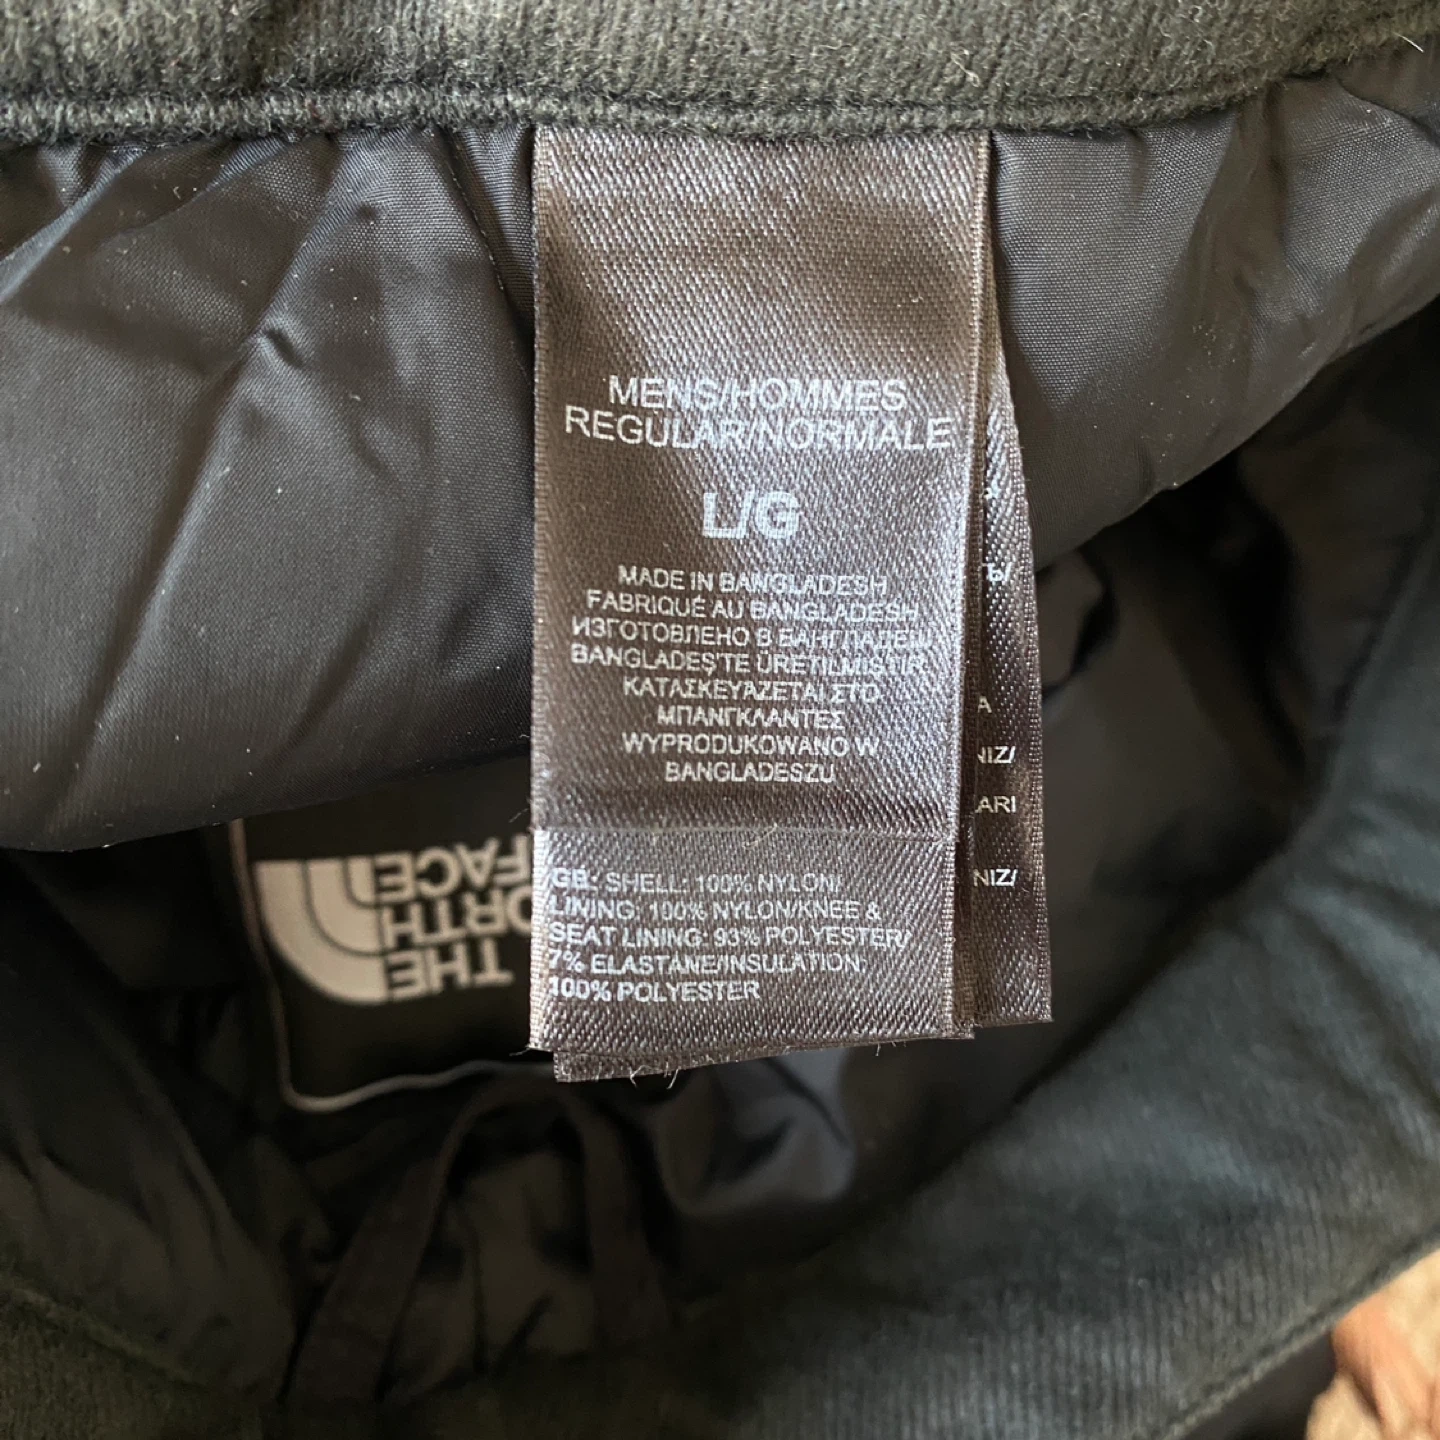 MENS/HOMMES
REGULAR/NORMALE
L/G
MADE IN BANGLADESH
FABRIQUÉ AU BANGLADESH
ИЗГОТОВЛЕНО В БАНГЛАДЕШ
BANGLADEŞ'TE ÜRETILMIŞTIR
ΚΑΤΑΣΚΕΥΑΖΕΤΑΙ ΣΤΟ
ΜΠΑΝΓΚΛΑΝΤΕΣ
WYPRODUKOWANO W
BANGLADESZU
GB: SHELL: 100% NYLON/
LINING: 100% NYLON/KNEE &
SEAT LINING: 93% POLYESTER/
7% ELASTANE/INSULATION:
100% POLYESTER
THE
NORTH
FACE